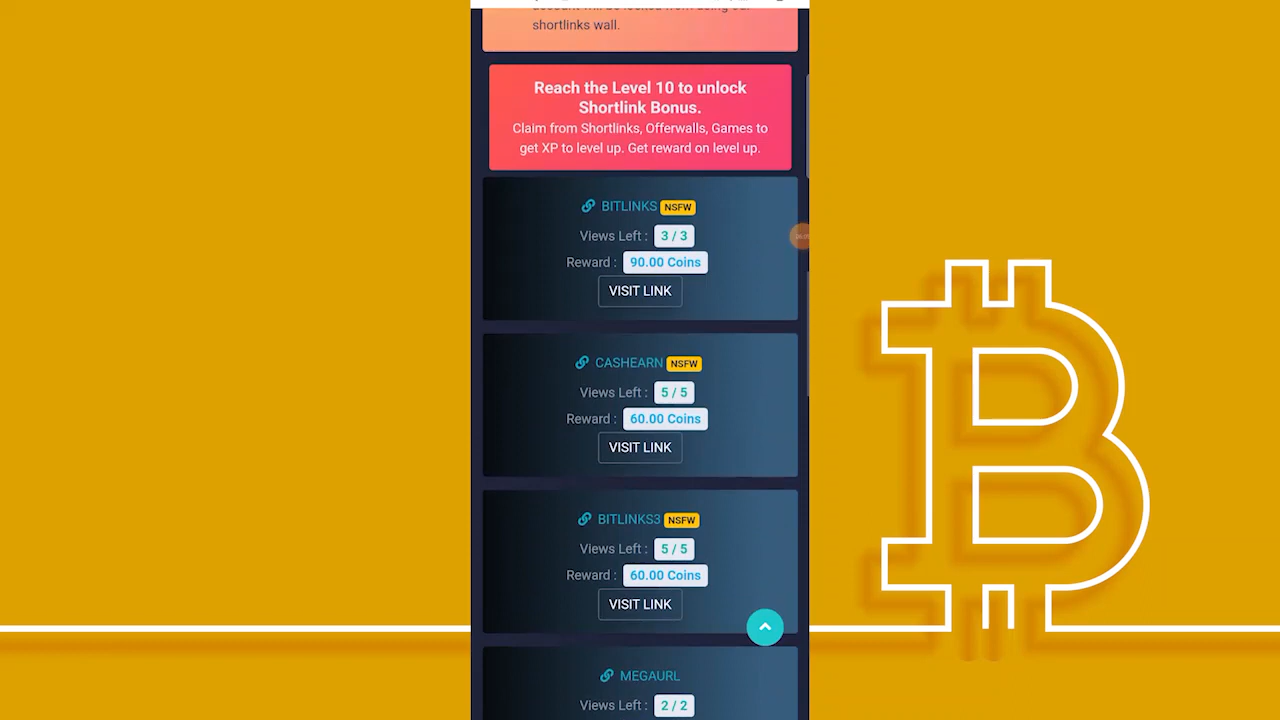 shortlinks wall.
Reach the Level 10 to unlock
Shortlink Bonus.
Claim from Shortlinks, Offerwalls, Games to
get XP to level up. Get reward on level up.
BITLINKS NSFW
Views Left : 3 / 3
Reward : 90.00 Coins
VISIT LINK
CASHEARN NSFW
Views Left : 5 / 5
Reward : 60.00 Coins
VISIT LINK
BITLINKS3 NSFW
Views Left : 5 / 5
Reward : 60.00 Coins
VISIT LINK
MEGAURL
Views Left : 2 / 2